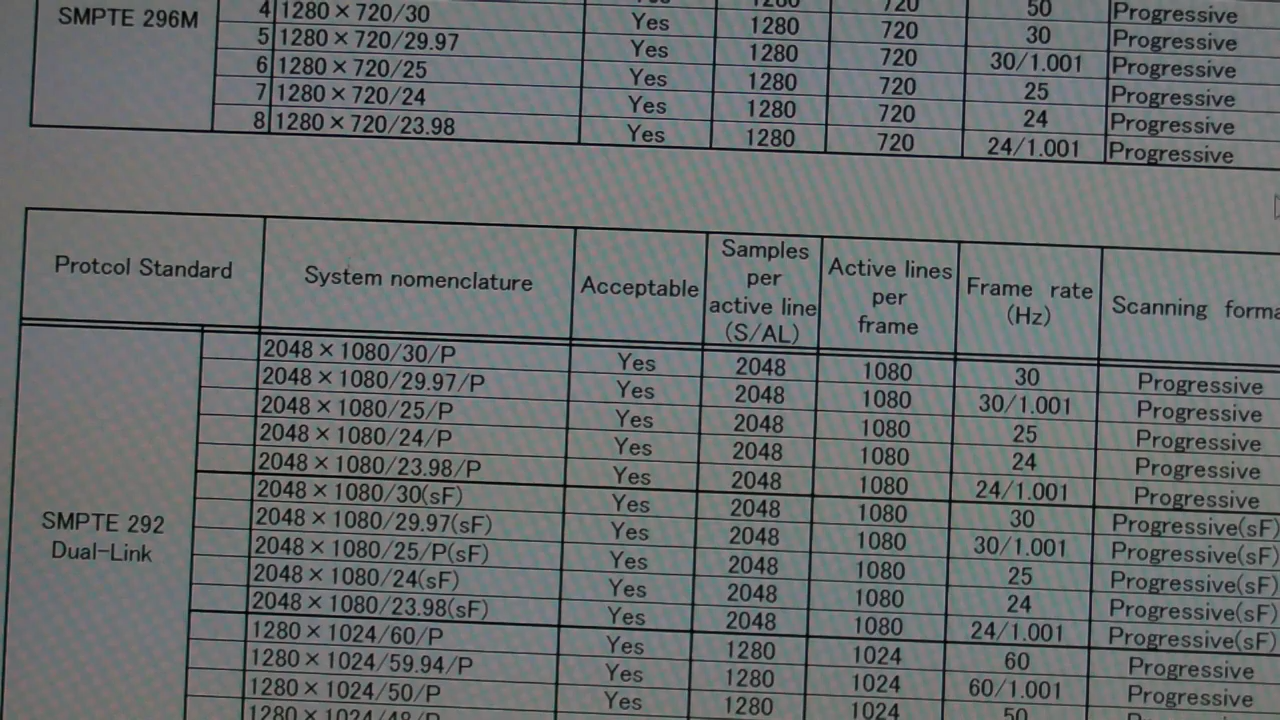 720 50 Progressive
SMPTE 296M
4 1280×720/30 Yes 1280 720 30 Progressive
5 1280×720/29.97 Yes 1280 720 30/1.001 Progressive
6 1280×720/25 Yes 1280 720 25 Progressive
7 1280×720/24 Yes 1280 720 24 Progressive
8 1280×720/23.98 Yes 1280 720 24/1.001 Progressive
Protcol Standard
System nomenclature
Acceptable
Samples
per
active line
(S/AL)
Active lines
per
frame
Frame rate
(Hz)
Scanning forma
2048×1080/30/P Yes 2048 1080 30 Progressive
2048×1080/29.97/P Yes 2048 1080 30/1.001 Progressive
2048×1080/25/P Yes 2048 1080 25 Progressive
2048×1080/24/P Yes 2048 1080 24 Progressive
2048×1080/23.98/P Yes 2048 1080 24/1.001 Progressive
SMPTE 292
Dual-Link
2048×1080/30(sF) Yes 2048 1080 30 Progressive(sF)
2048×1080/29.97(sF) Yes 2048 1080 30/1.001 Progressive(sF)
2048×1080/25/P(sF) Yes 2048 1080 25 Progressive(sF)
2048×1080/24(sF) Yes 2048 1080 24 Progressive(sF)
2048×1080/23.98(sF) Yes 2048 1080 24/1.001 Progressive(sF)
1280×1024/60/P Yes 1280 1024 60 Progressive
1280×1024/59.94/P Yes 1280 1024 60/1.001 Progressive
1280×1024/50/P Yes 1280 1024 50
1280×1024/48/P